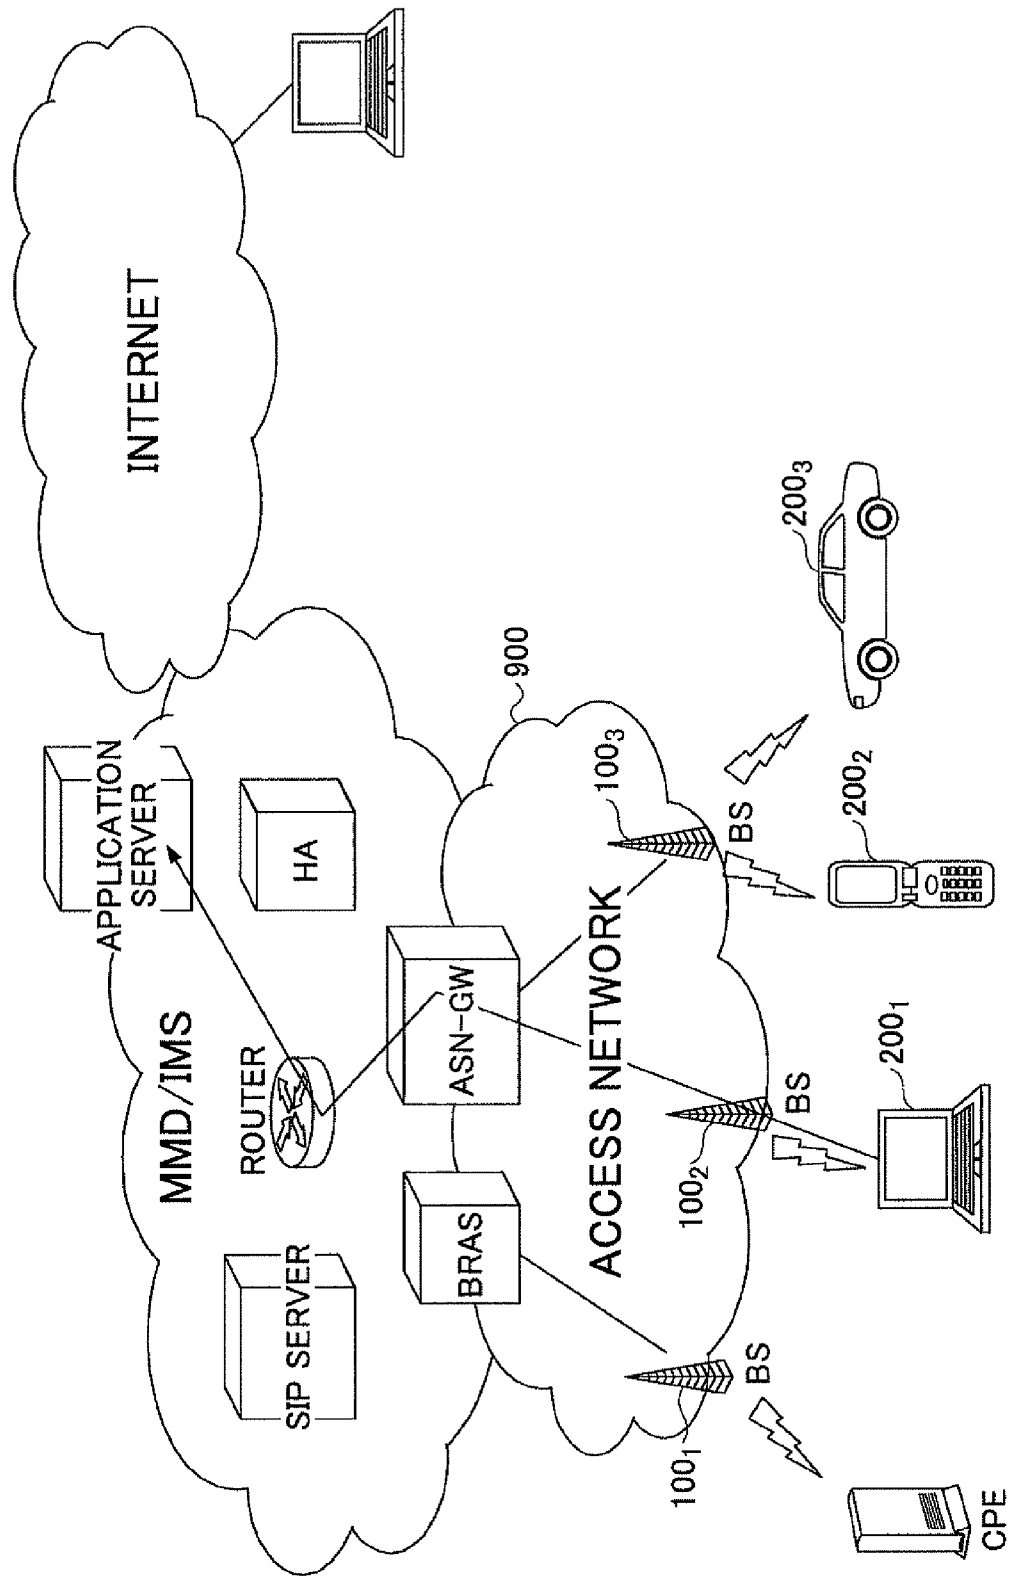 INTERNET
APPLICATION
SERVER
MMD/IMS
HA
ROUTER
SIP SERVER
ASN-GW
BRAS
900
ACCESS NETWORK
100₁
BS
100₂
BS
100₃
BS
CPE
200₁
200₂
200₃